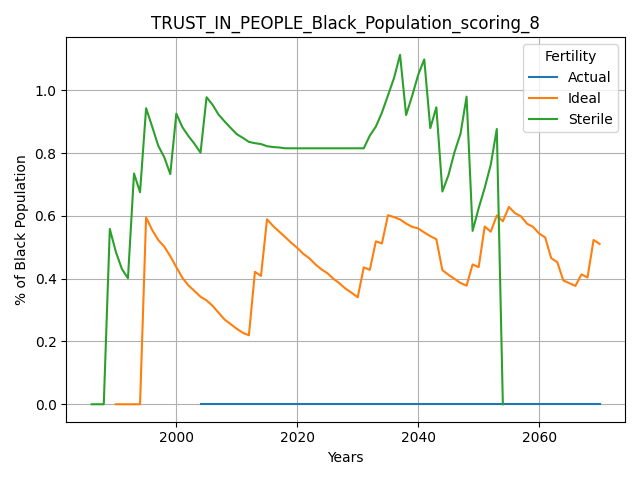 TRUST_IN_PEOPLE_Black_Population_scoring_8
Fertility
Actual
Ideal
Sterile
% of Black Population
1.0
0.8
0.6
0.4
0.2
0.0
2000 2020 2040 2060
Years